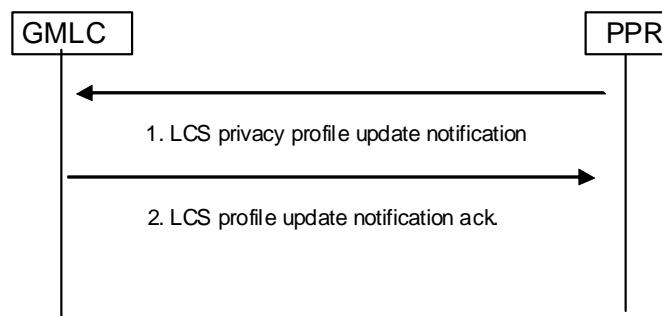 GMLC
PPR
1. LCS privacy profile update notification
2. LCS profile update notification ack.